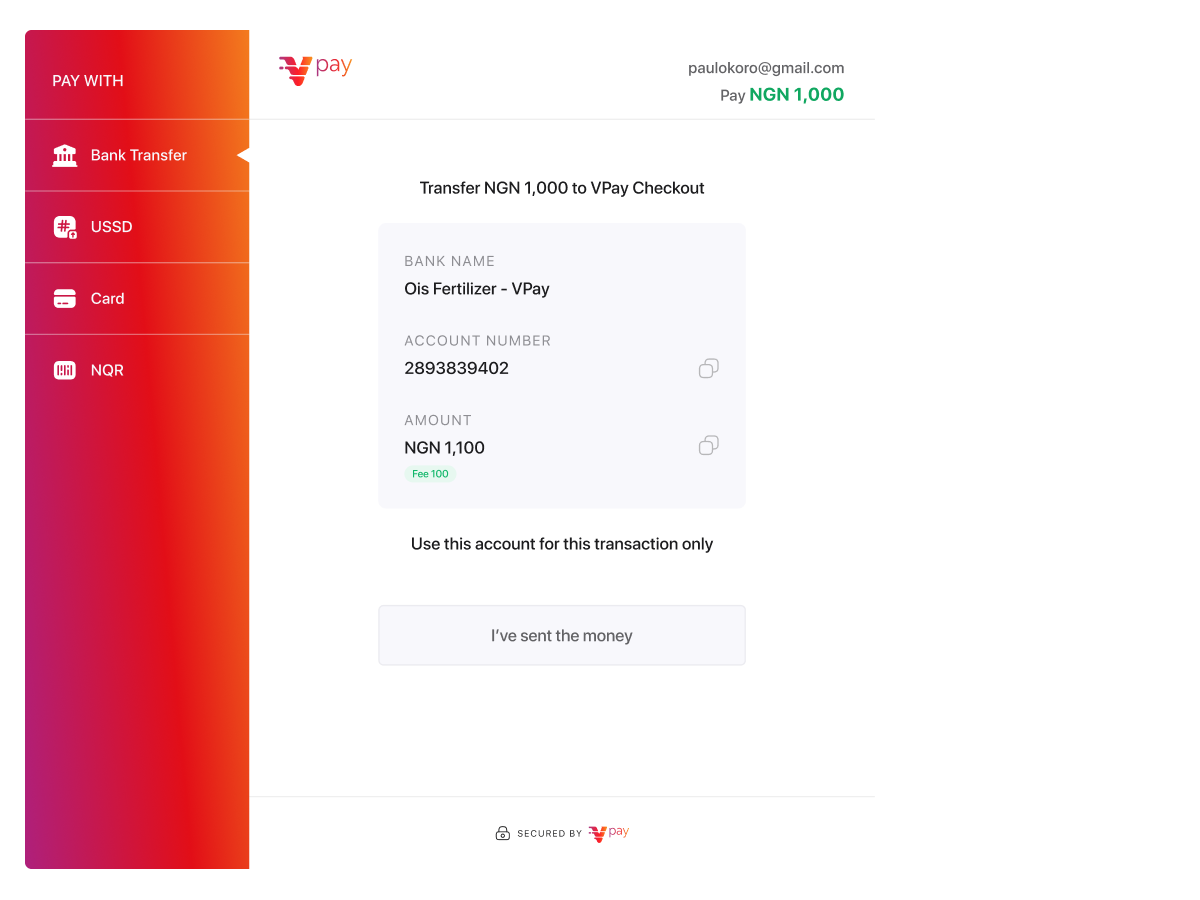 PAY WITH
Bank Transfer
USSD
Card
NQR
pay
paulokoro@gmail.com
Pay NGN 1,000
Transfer NGN 1,000 to VPay Checkout
BANK NAME
Ois Fertilizer - VPay
ACCOUNT NUMBER
2893839402
AMOUNT
NGN 1,100
Fee 100
Use this account for this transaction only
I’ve sent the money
SECURED BY Vpay